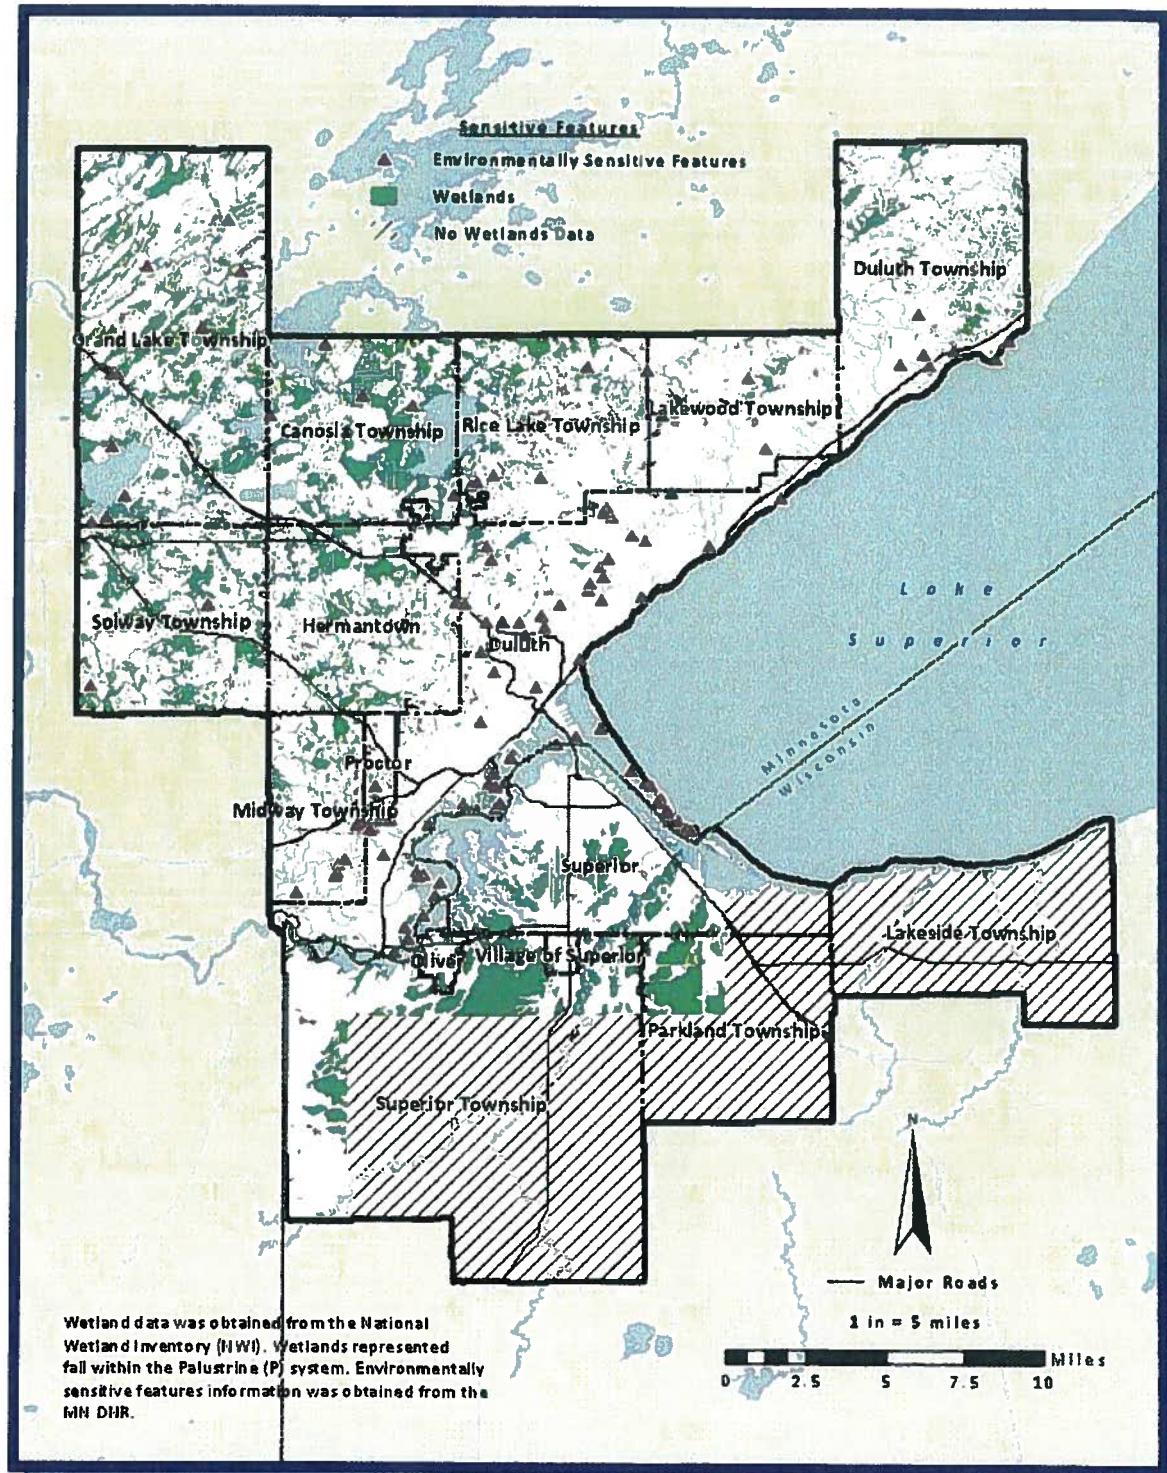 Sensitive Features
Environmentally Sensitive Features
Wetlands
No Wetlands Data
Duluth Township
Grand Lake Township
Canosia Township
Rice Lake Township
Lakewood Township
Solway Township
Hermantown
Duluth
Lake
Superior
Minnesota
Wisconsin
Proctor
Midway Township
Superior
Lakeside Township
Oliver
Village of Superior
Parkland Township
Superior Township
N
Major Roads
1 in = 5 miles
Miles
0 2.5 5 7.5 10
Wetland data was obtained from the National
Wetland Inventory (NWI). Wetlands represented
fall within the Palustrine (P) system. Environmentally
sensitive features information was obtained from the
MN DNR.